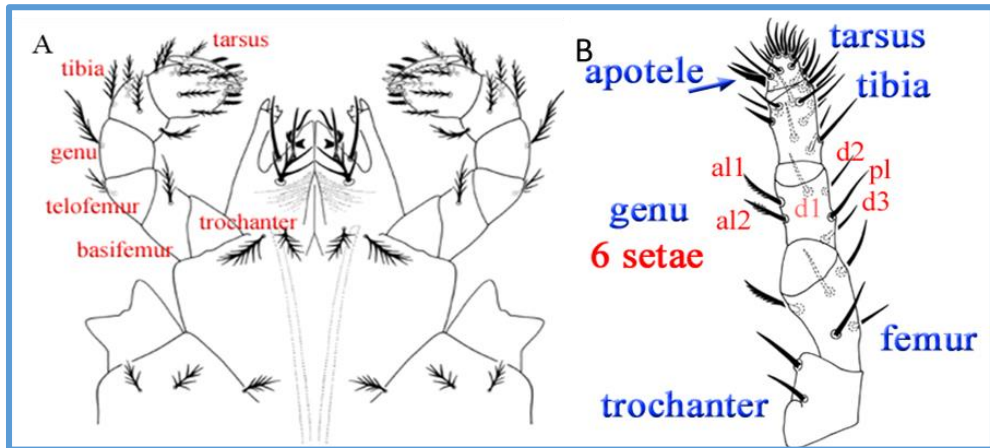 A
tarsus
tibia
genu
telofemur
trochanter
basifemur
B
tarsus
apotele
tibia
al1
d2
pl
genu
d1
d3
al2
6 setae
femur
trochanter